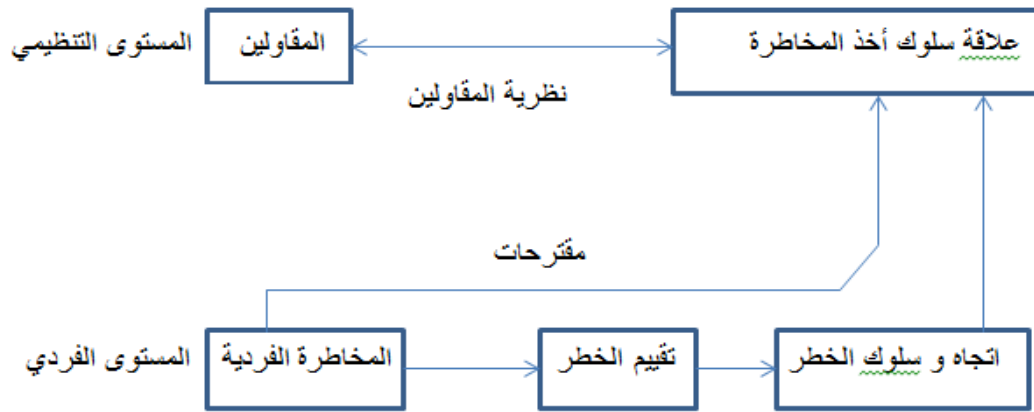 المستوى التنظيمي
المقاولين
علاقة سلوك أخذ المخاطرة
نظرية المقاولين
مقترحات
المستوى الفردي
المخاطرة الفردية
تقييم الخطر
اتجاه و سلوك الخطر